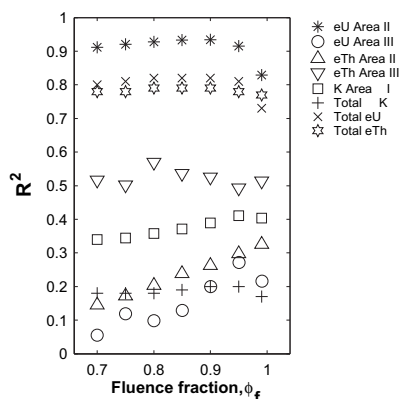 1
0.9
0.8
0.7
0.6
0.5
0.4
0.3
0.2
0.1
0
R²
0.7 0.8 0.9 1
Fluence fraction,ϕf
eU Area II
eU Area III
eTh Area II
eTh Area III
K Area I
Total K
Total eU
Total eTh